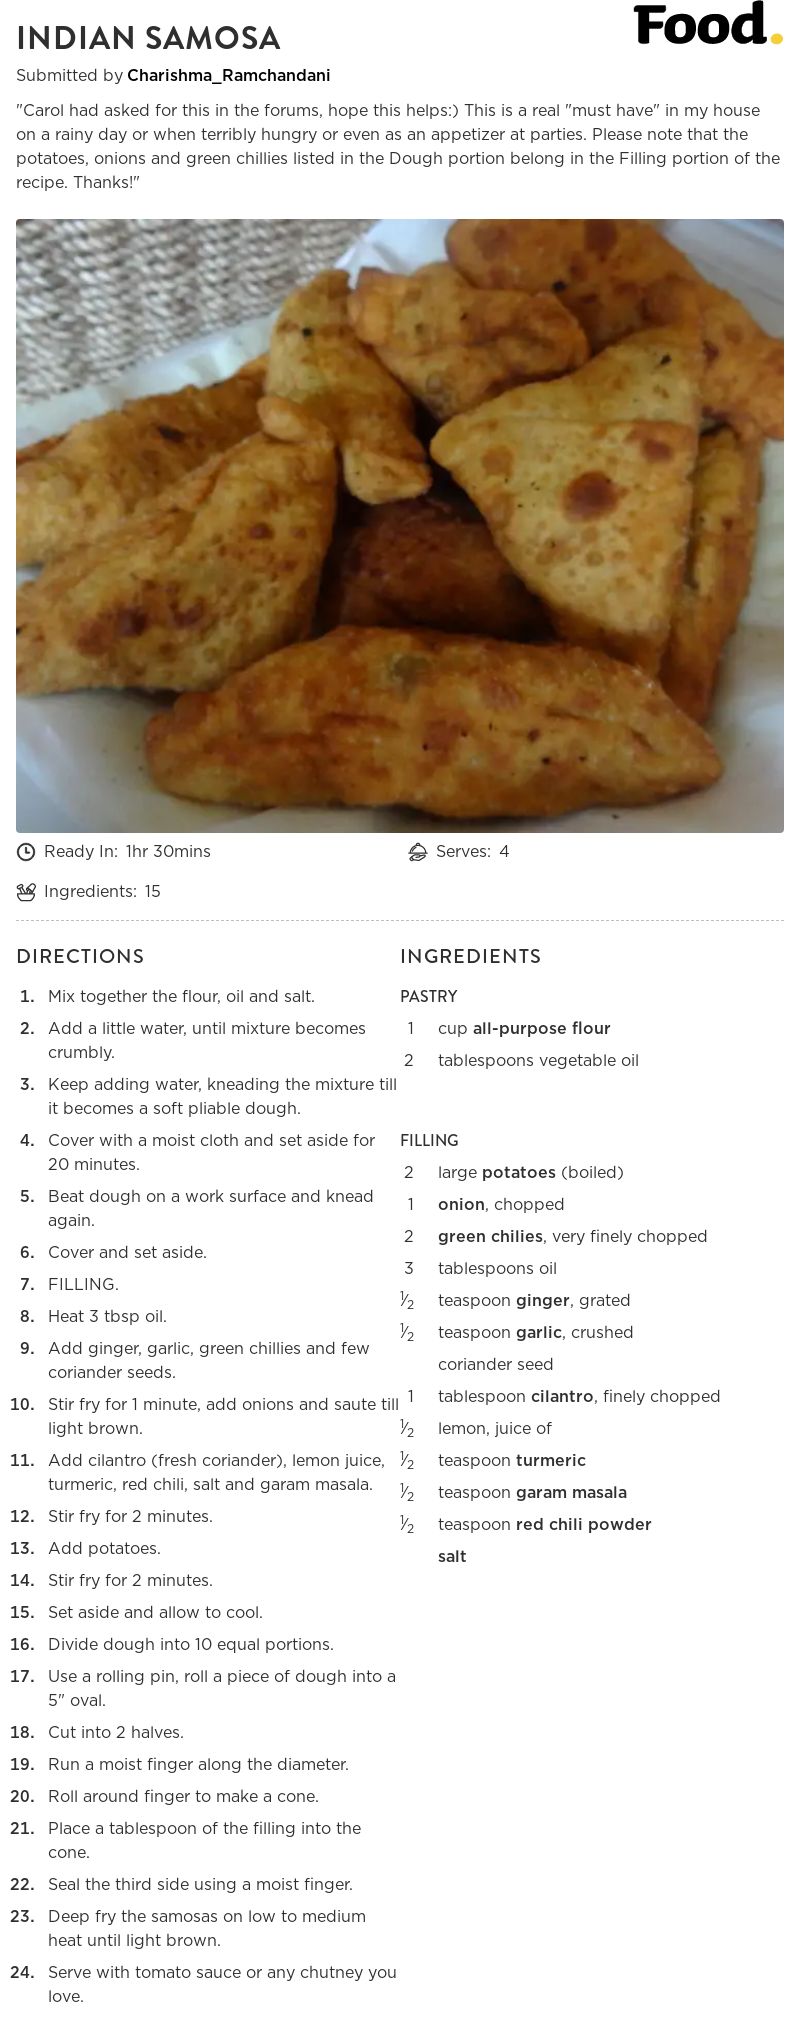 INDIAN SAMOSA
Food.
Submitted by Charishma_Ramchandani
"Carol had asked for this in the forums, hope this helps:) This is a real "must have" in my house
on a rainy day or when terribly hungry or even as an appetizer at parties. Please note that the
potatoes, onions and green chillies listed in the Dough portion belong in the Filling portion of the
recipe. Thanks!"
Ready In: 1hr 30mins
Serves: 4
Ingredients: 15
DIRECTIONS
1. Mix together the flour, oil and salt.
2. Add a little water, until mixture becomes
crumbly.
3. Keep adding water, kneading the mixture till
it becomes a soft pliable dough.
4. Cover with a moist cloth and set aside for
20 minutes.
5. Beat dough on a work surface and knead
again.
6. Cover and set aside.
7. FILLING.
8. Heat 3 tbsp oil.
9. Add ginger, garlic, green chillies and few
coriander seeds.
10. Stir fry for 1 minute, add onions and saute till
light brown.
11. Add cilantro (fresh coriander), lemon juice,
turmeric, red chili, salt and garam masala.
12. Stir fry for 2 minutes.
13. Add potatoes.
14. Stir fry for 2 minutes.
15. Set aside and allow to cool.
16. Divide dough into 10 equal portions.
17. Use a rolling pin, roll a piece of dough into a
5" oval.
18. Cut into 2 halves.
19. Run a moist finger along the diameter.
20. Roll around finger to make a cone.
21. Place a tablespoon of the filling into the
cone.
22. Seal the third side using a moist finger.
23. Deep fry the samosas on low to medium
heat until light brown.
24. Serve with tomato sauce or any chutney you
love.
INGREDIENTS
PASTRY
1 cup all-purpose flour
2 tablespoons vegetable oil
FILLING
2 large potatoes (boiled)
1 onion, chopped
2 green chilies, very finely chopped
3 tablespoons oil
1⁄2 teaspoon ginger, grated
1⁄2 teaspoon garlic, crushed
coriander seed
1 tablespoon cilantro, finely chopped
1⁄2 lemon, juice of
1⁄2 teaspoon turmeric
1⁄2 teaspoon garam masala
1⁄2 teaspoon red chili powder
salt